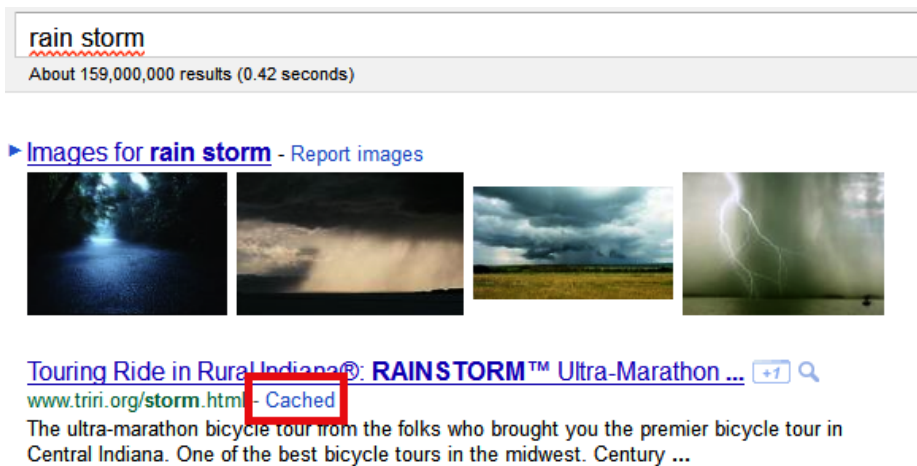 rain storm
About 159,000,000 results (0.42 seconds)
Images for rain storm - Report images
Touring Ride in Rural Indiana®: RAINSTORM™ Ultra-Marathon ... +1
www.triri.org/storm.html - Cached
The ultra-marathon bicycle tour from the folks who brought you the premier bicycle tour in
Central Indiana. One of the best bicycle tours in the midwest. Century ...